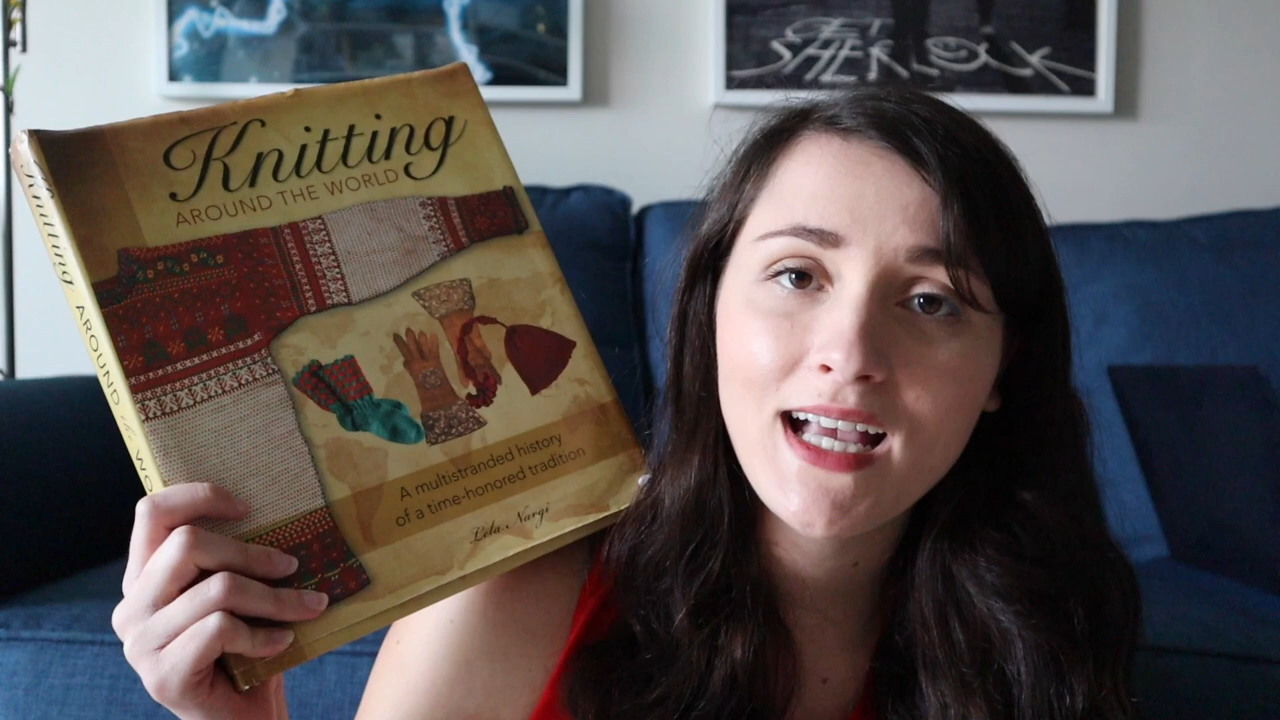 Knitting
AROUND THE WORLD
A multistranded history
of a time-honored tradition
Lela Nargi
Knitting AROUND the WO
GET
SHERLOCK